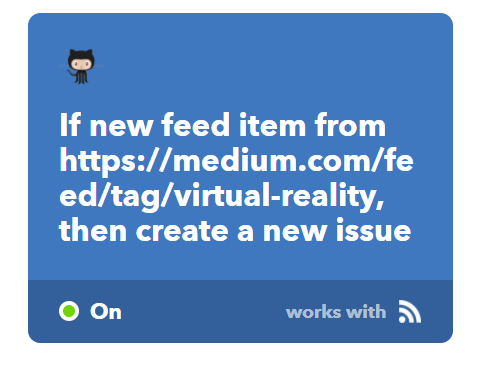 If new feed item from
https://medium.com/fe
ed/tag/virtual-reality,
then create a new issue
On
works with